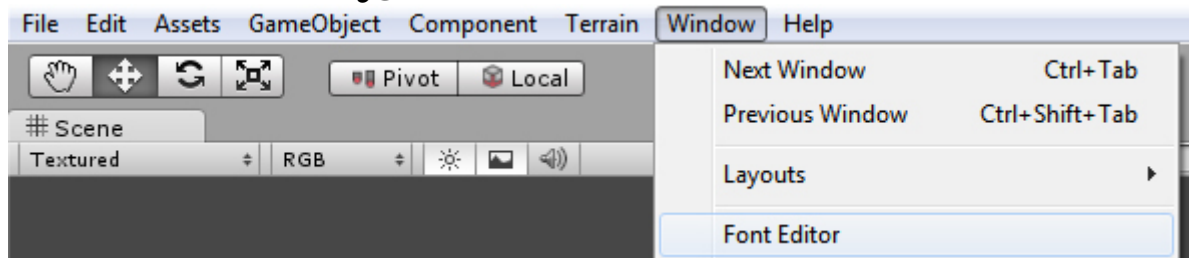 File Edit Assets GameObject Component Terrain Window Help
Pivot Local
Next Window Ctrl+Tab
Previous Window Ctrl+Shift+Tab
# Scene
Textured RGB
Layouts
Font Editor